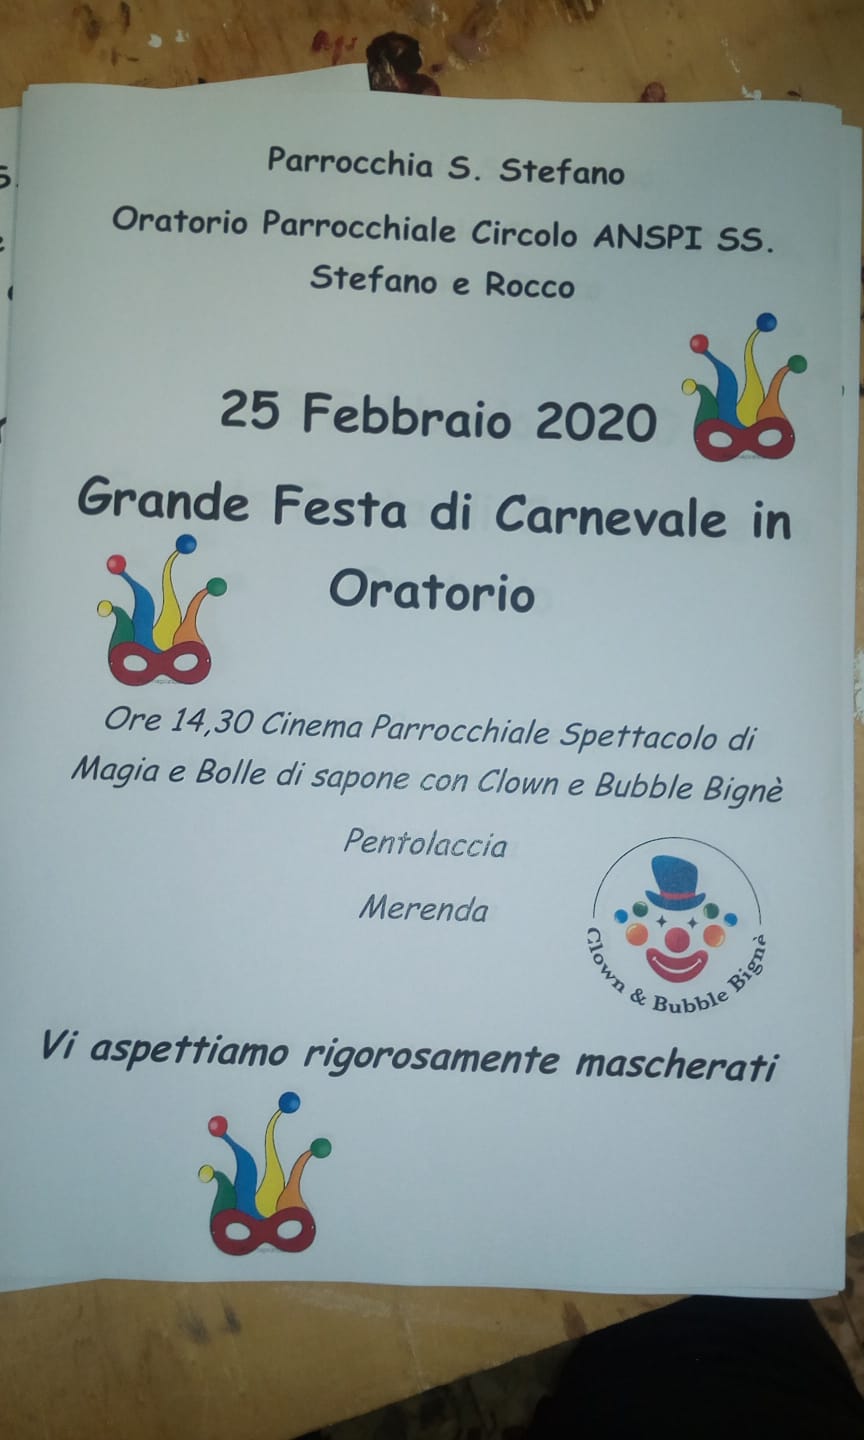 Parrocchia S. Stefano
Oratorio Parrocchiale Circolo ANSPI SS.
Stefano e Rocco
25 Febbraio 2020
Grande Festa di Carnevale in
Oratorio
Ore 14,30 Cinema Parrocchiale Spettacolo di
Magia e Bolle di sapone con Clown e Bubble Bignè
Pentolaccia
Merenda
Clown & Bubble Bignè
Vi aspettiamo rigorosamente mascherati